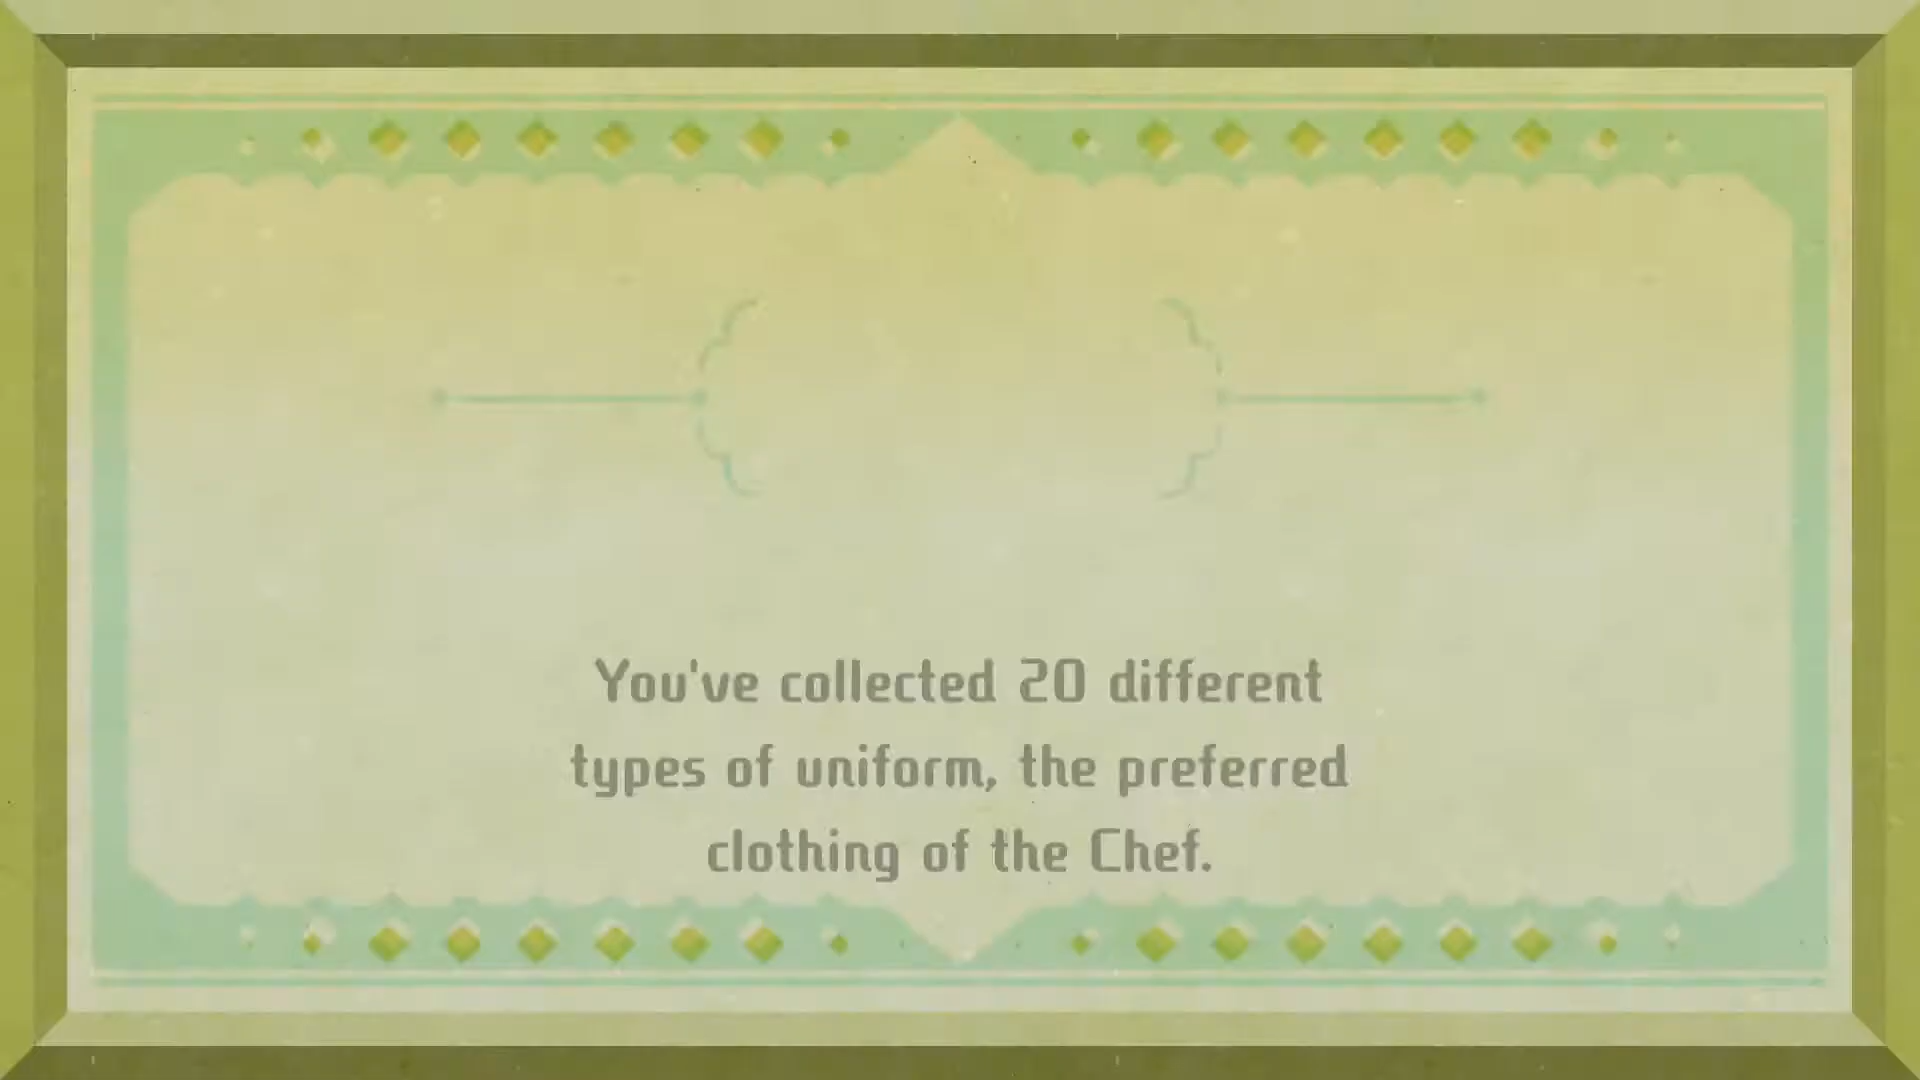 You've collected 20 different
types of uniform, the preferred
clothing of the Chef.